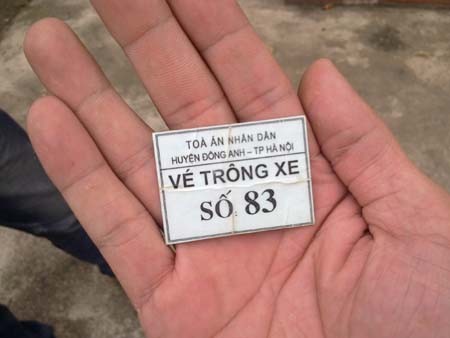 TOÀ ÁN NHÂN DÂN
HUYỆN ĐÔNG ANH – TP HÀ NỘI
VÉ TRÔNG XE
SỐ 83